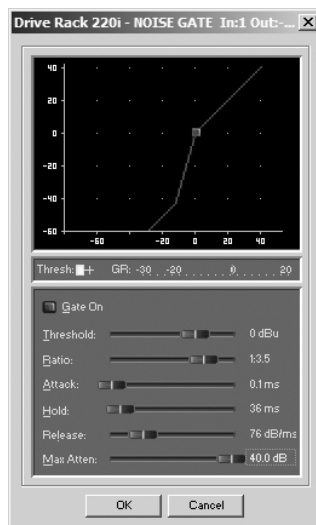 Drive Rack 220i - NOISE GATE In:1 Out:-...
40
20
0
-20
-40
-60
-60 -20 0 20 40
Thresh: + GR: -30 -20 0 20
Gate On
Threshold: 0 dBu
Ratio: 1:3.5
Attack: 0.1 ms
Hold: 36 ms
Release: 76 dB/ms
Max Atten: 40.0 dB
OK Cancel